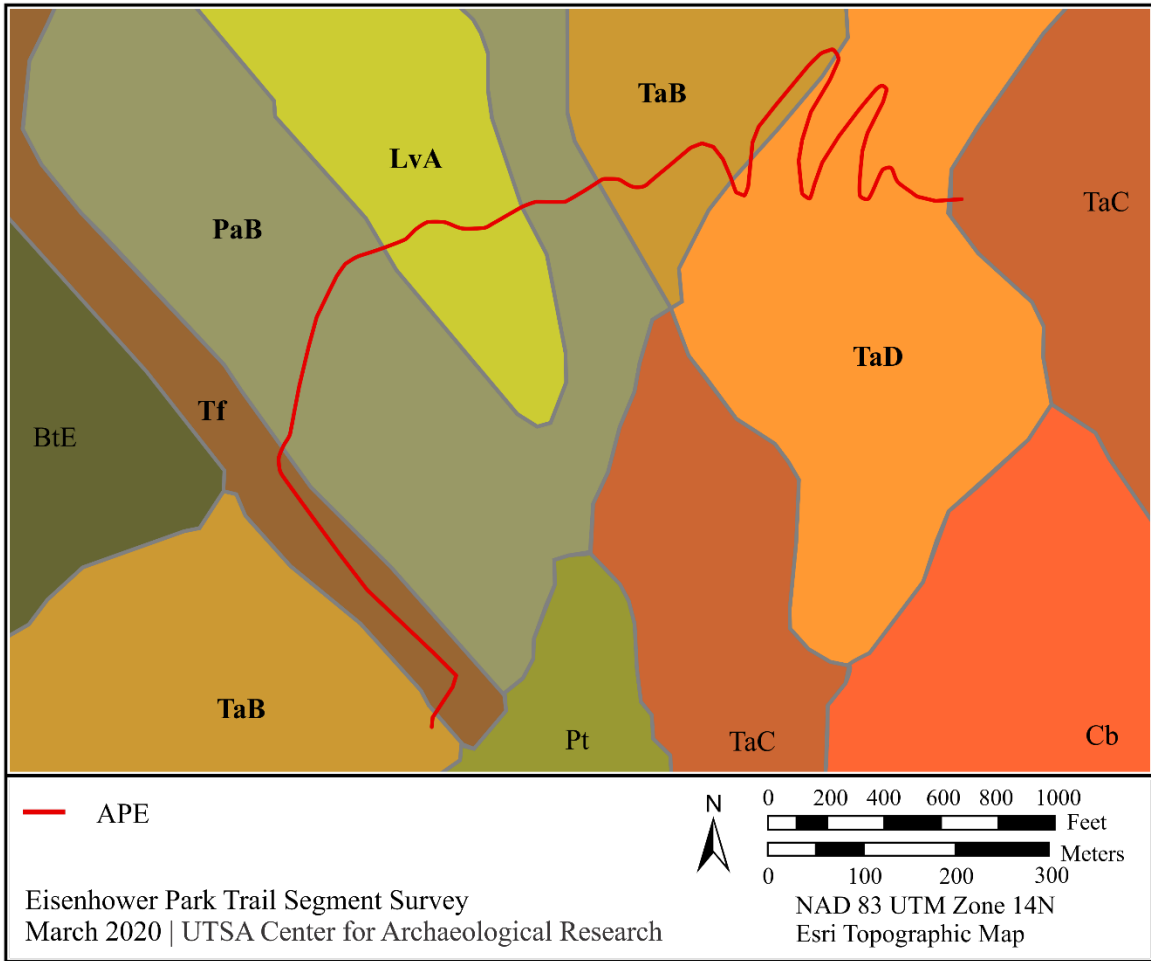 TaB
LvA
TaC
PaB
TaD
Tf
BtE
TaB
Pt
TaC
Cb
APE
N
0 200 400 600 800 1000
Feet
Meters
0 100 200 300
Eisenhower Park Trail Segment Survey
March 2020 | UTSA Center for Archaeological Research
NAD 83 UTM Zone 14N
Esri Topographic Map